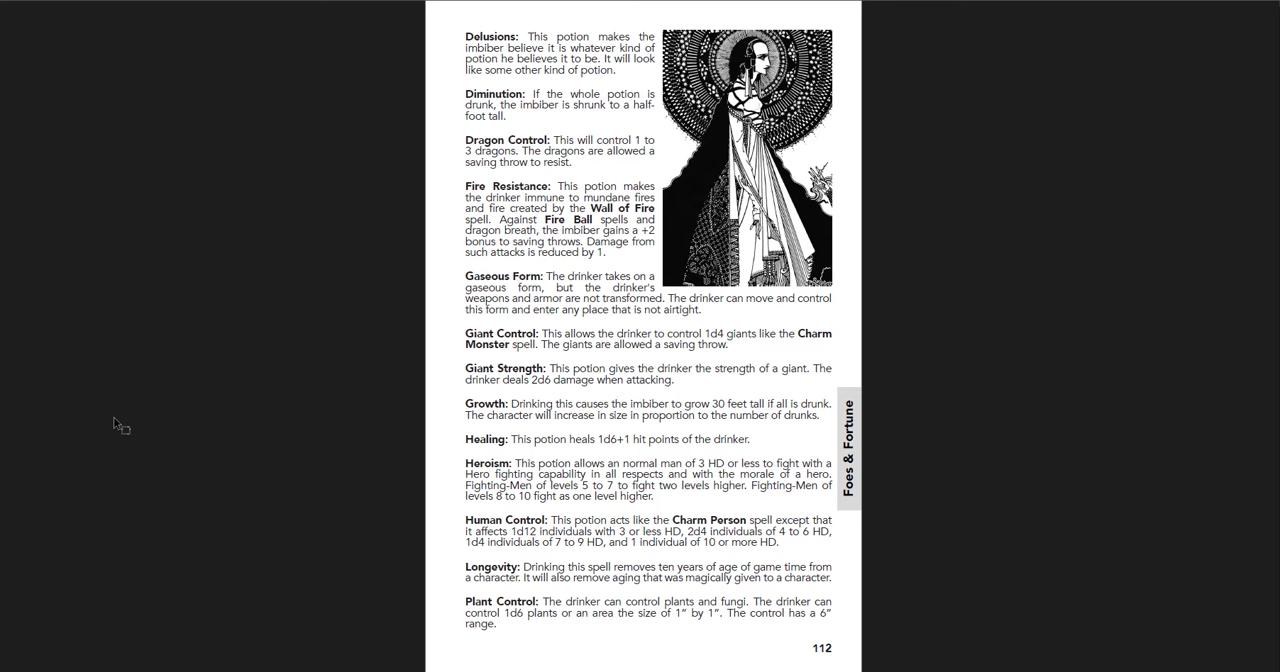 Delusions: This potion makes the
imbiber believe it is whatever kind of
potion he believes it to be. It will look
like some other kind of potion.
Diminution: If the whole potion is
drunk, the imbiber is shrunk to a half-
foot tall.
Dragon Control: This will control 1 to
3 dragons. The dragons are allowed a
saving throw to resist.
Fire Resistance: This potion makes
the drinker immune to mundane fires
and fire created by the Wall of Fire
spell. Against Fire Ball spells and
dragon breath, the imbiber gains a +2
bonus to saving throws. Damage from
such attacks is reduced by 1.
Gaseous Form: The drinker takes on a
gaseous form, but the drinker's
weapons and armor are not transformed. The drinker can move and control
this form and enter any place that is not airtight.
Giant Control: This allows the drinker to control 1d4 giants like the Charm
Monster spell. The giants are allowed a saving throw.
Giant Strength: This potion gives the drinker the strength of a giant. The
drinker deals 2d6 damage when attacking.
Growth: Drinking this causes the imbiber to grow 30 feet tall if all is drunk.
The character will increase in size in proportion to the number of drunks.
Healing: This potion heals 1d6+1 hit points of the drinker.
Heroism: This potion allows an normal man of 3 HD or less to fight with a
Hero fighting capability in all respects and with the morale of a hero.
Fighting-Men of levels 5 to 7 to fight two levels higher. Fighting-Men of
levels 8 to 10 fight as one level higher.
Human Control: This potion acts like the Charm Person spell except that
it affects 1d12 individuals with 3 or less HD, 2d4 individuals of 4 to 6 HD,
1d4 individuals of 7 to 9 HD, and 1 individual of 10 or more HD.
Longevity: Drinking this spell removes ten years of age of game time from
a character. It will also remove aging that was magically given to a character.
Plant Control: The drinker can control plants and fungi. The drinker can
control 1d6 plants or an area the size of 1" by 1". The control has a 6"
range.
Foes & Fortune
112